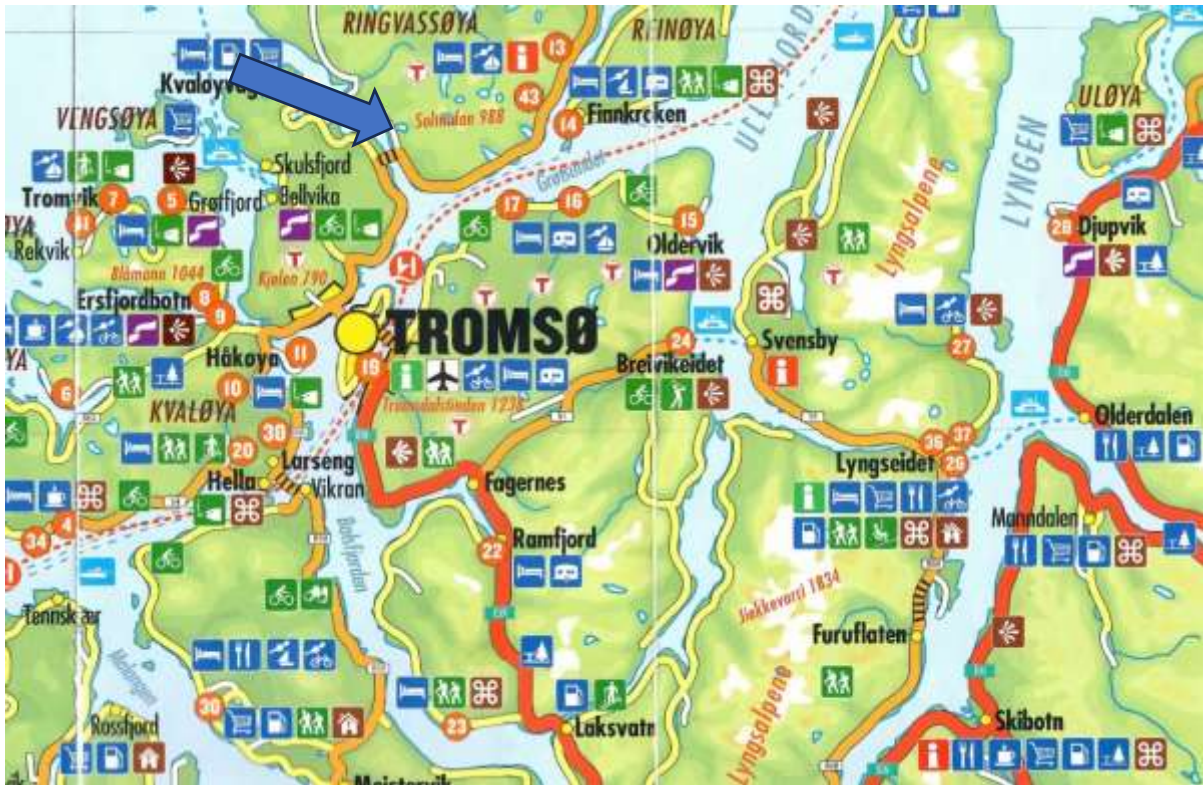 RINGVASSØYA
REINØYA
13
43
Finnkroken
14
Kvaløyvåg
VENGSØYA
ULØYA
LYNGEN
Skulsfjord
Bellvika
Tromvik 7
5
Grøtfjord
Rekvik
17
16
15
Oldervik
Lyngsalpene
28
Djupvik
Blåmann 1044
Kjølen 790
Ersfjordbotn 8
9
TROMSØ
24
Svensby
27
Håkøya
11
19
Breivikeidet
6
10
KVALØYA
Olderdalen
20
30
Larseng
Hella
Vikran
36
37
Lyngseidet
26
Fagernes
Manndalen
34
4
Balsfjorden
22
Ramfjord
Furuflaten
Malangen
30
Rossfjord
23
Laksvatn
Lyngsalpene
Skibotn